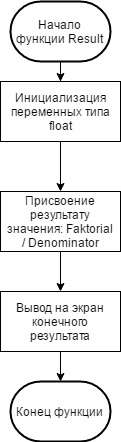 Начало
функции Result
Инициализация
переменных типа
float
Присвоение
результату
значения: Faktorial
/ Denominator
Вывод на экран
конечного
результата
Конец функции